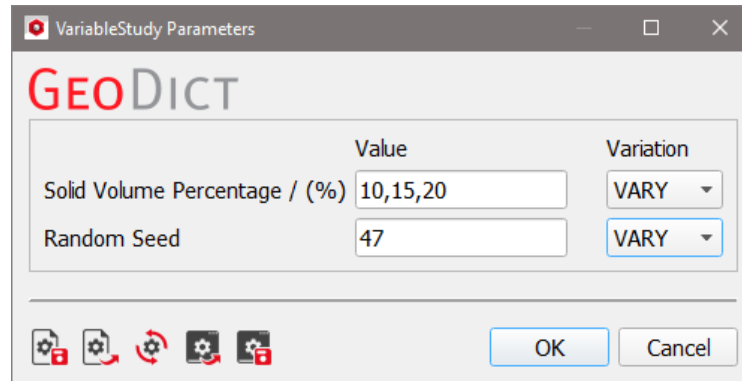 VariableStudy Parameters
GEODICT
Value Variation
Solid Volume Percentage / (%) 10,15,20 VARY
Random Seed 47 VARY
OK Cancel